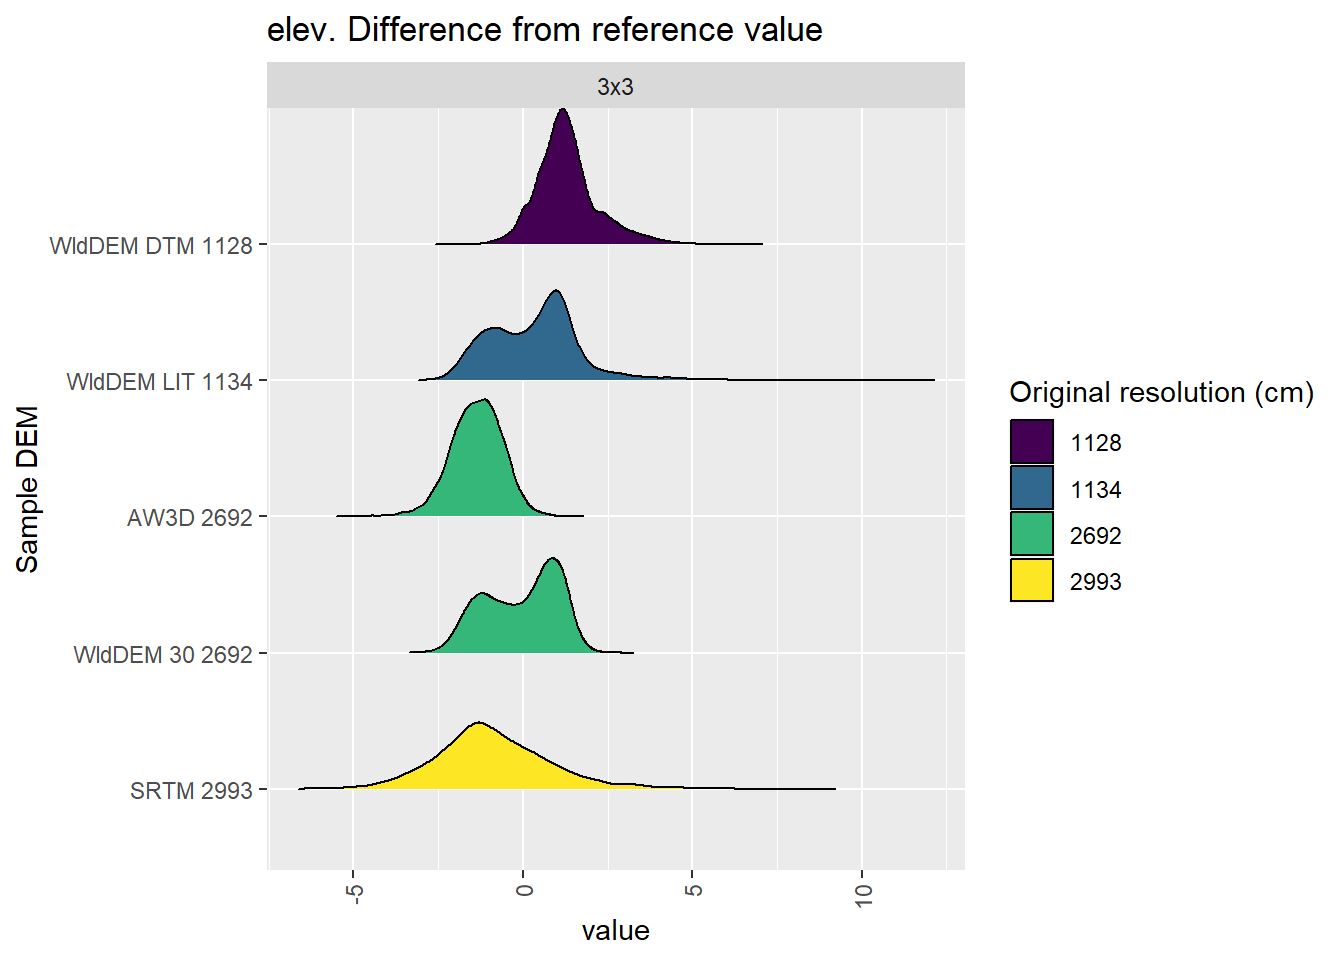 elev. Difference from reference value
3x3
Sample DEM
WldDEM DTM 1128
WldDEM LIT 1134
AW3D 2692
WldDEM 30 2692
SRTM 2993
-5
0
5
10
value
Original resolution (cm)
1128
1134
2692
2993